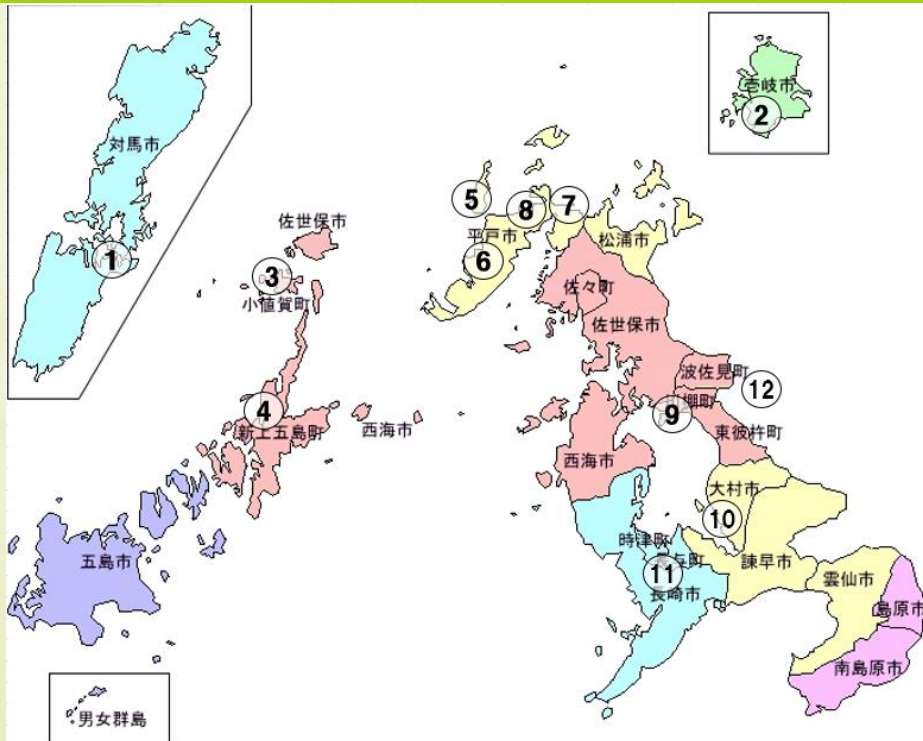 対馬市
1
壱岐市
2
佐世保市
3
小値賀町
4
新上五島町
西海市
五島市
男女群島
5
8
7
平戸市
6
松浦市
佐々町
佐世保市
波佐見町
12
9
棚町
東彼杵町
西海市
大村市
10
時津町
与町
11
長崎市
諫早市
雲仙市
島原市
南島原市